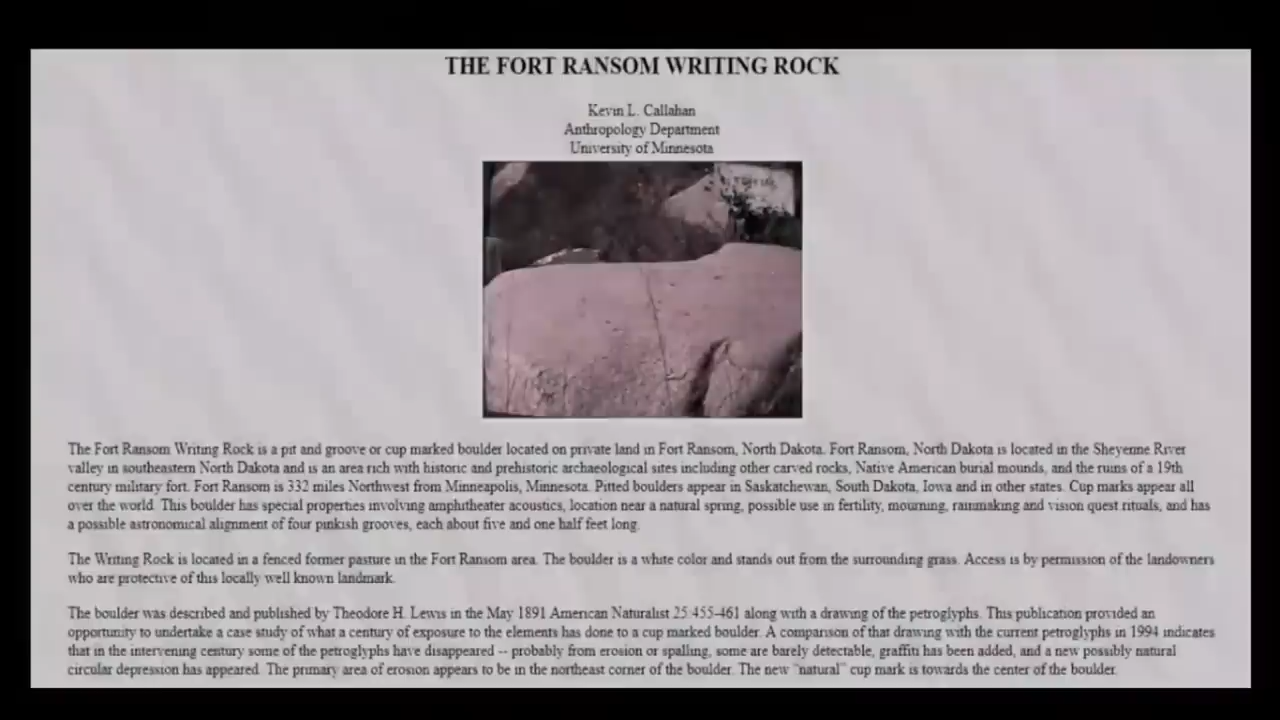 THE FORT RANSOM WRITING ROCK
Kevin L. Callahan
Anthropology Department
University of Minnesota
The Fort Ransom Writing Rock is a pit and groove or cup marked boulder located on private land in Fort Ransom, North Dakota. Fort Ransom, North Dakota is located in the Sheyenne River
valley in southeastern North Dakota and is an area rich with historic and prehistoric archaeological sites including other carved rocks, Native American burial mounds, and the ruins of a 19th
century military fort. Fort Ransom is 332 miles Northwest from Minneapolis, Minnesota. Pitted boulders appear in Saskatchewan, South Dakota, Iowa and in other states. Cup marks appear all
over the world. This boulder has special properties involving amphitheater acoustics, location near a natural spring, possible use in fertility, mourning, rainmaking and vision quest rituals, and has
a possible astronomical alignment of four pinkish grooves, each about five and one half feet long.
The Writing Rock is located in a fenced former pasture in the Fort Ransom area. The boulder is a white color and stands out from the surrounding grass. Access is by permission of the landowners
who are protective of this locally well known landmark.
The boulder was described and published by Theodore H. Lewis in the May 1891 American Naturalist 25:455-461 along with a drawing of the petroglyphs. This publication provided an
opportunity to undertake a case study of what a century of exposure to the elements has done to a cup marked boulder. A comparison of that drawing with the current petroglyphs in 1994 indicates
that in the intervening century some of the petroglyphs have disappeared -- probably from erosion or spalling, some are barely detectable, graffiti has been added, and a new possibly natural
circular depression has appeared. The primary area of erosion appears to be in the northeast corner of the boulder. The new "natural" cup mark is towards the center of the boulder.